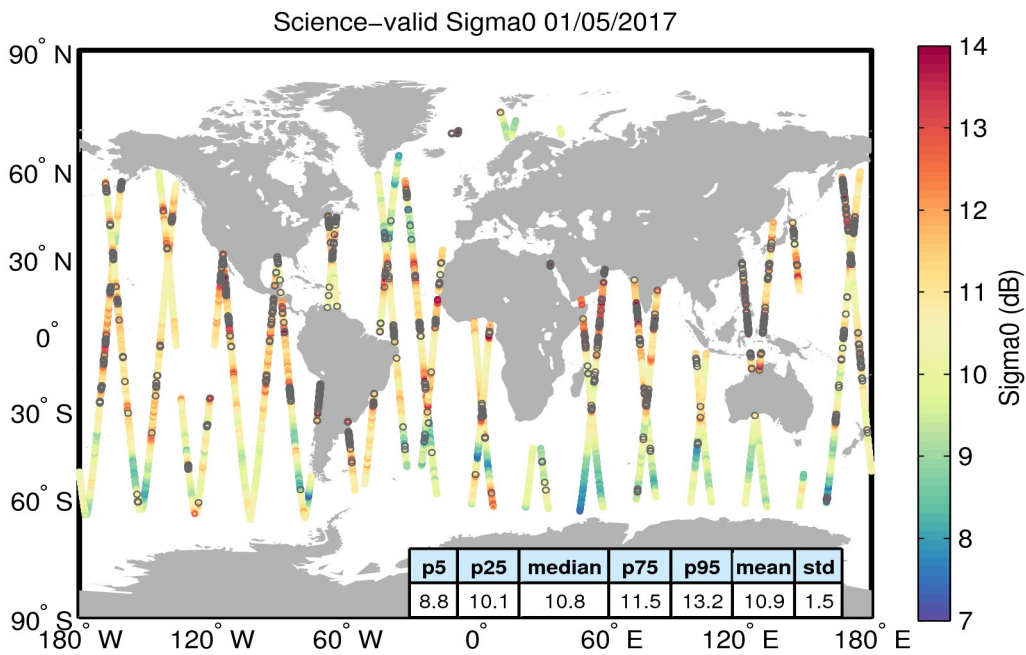 Science−valid Sigma0 01/05/2017
90° N
60° N
30° N
0°
30° S
60° S
90° S
180° W
120° W
60° W
0°
60° E
120° E
180° E
14
13
12
11
10
9
8
7
Sigma0 (dB)
p5 p25 median p75 p95 mean std
8.8 10.1 10.8 11.5 13.2 10.9 1.5